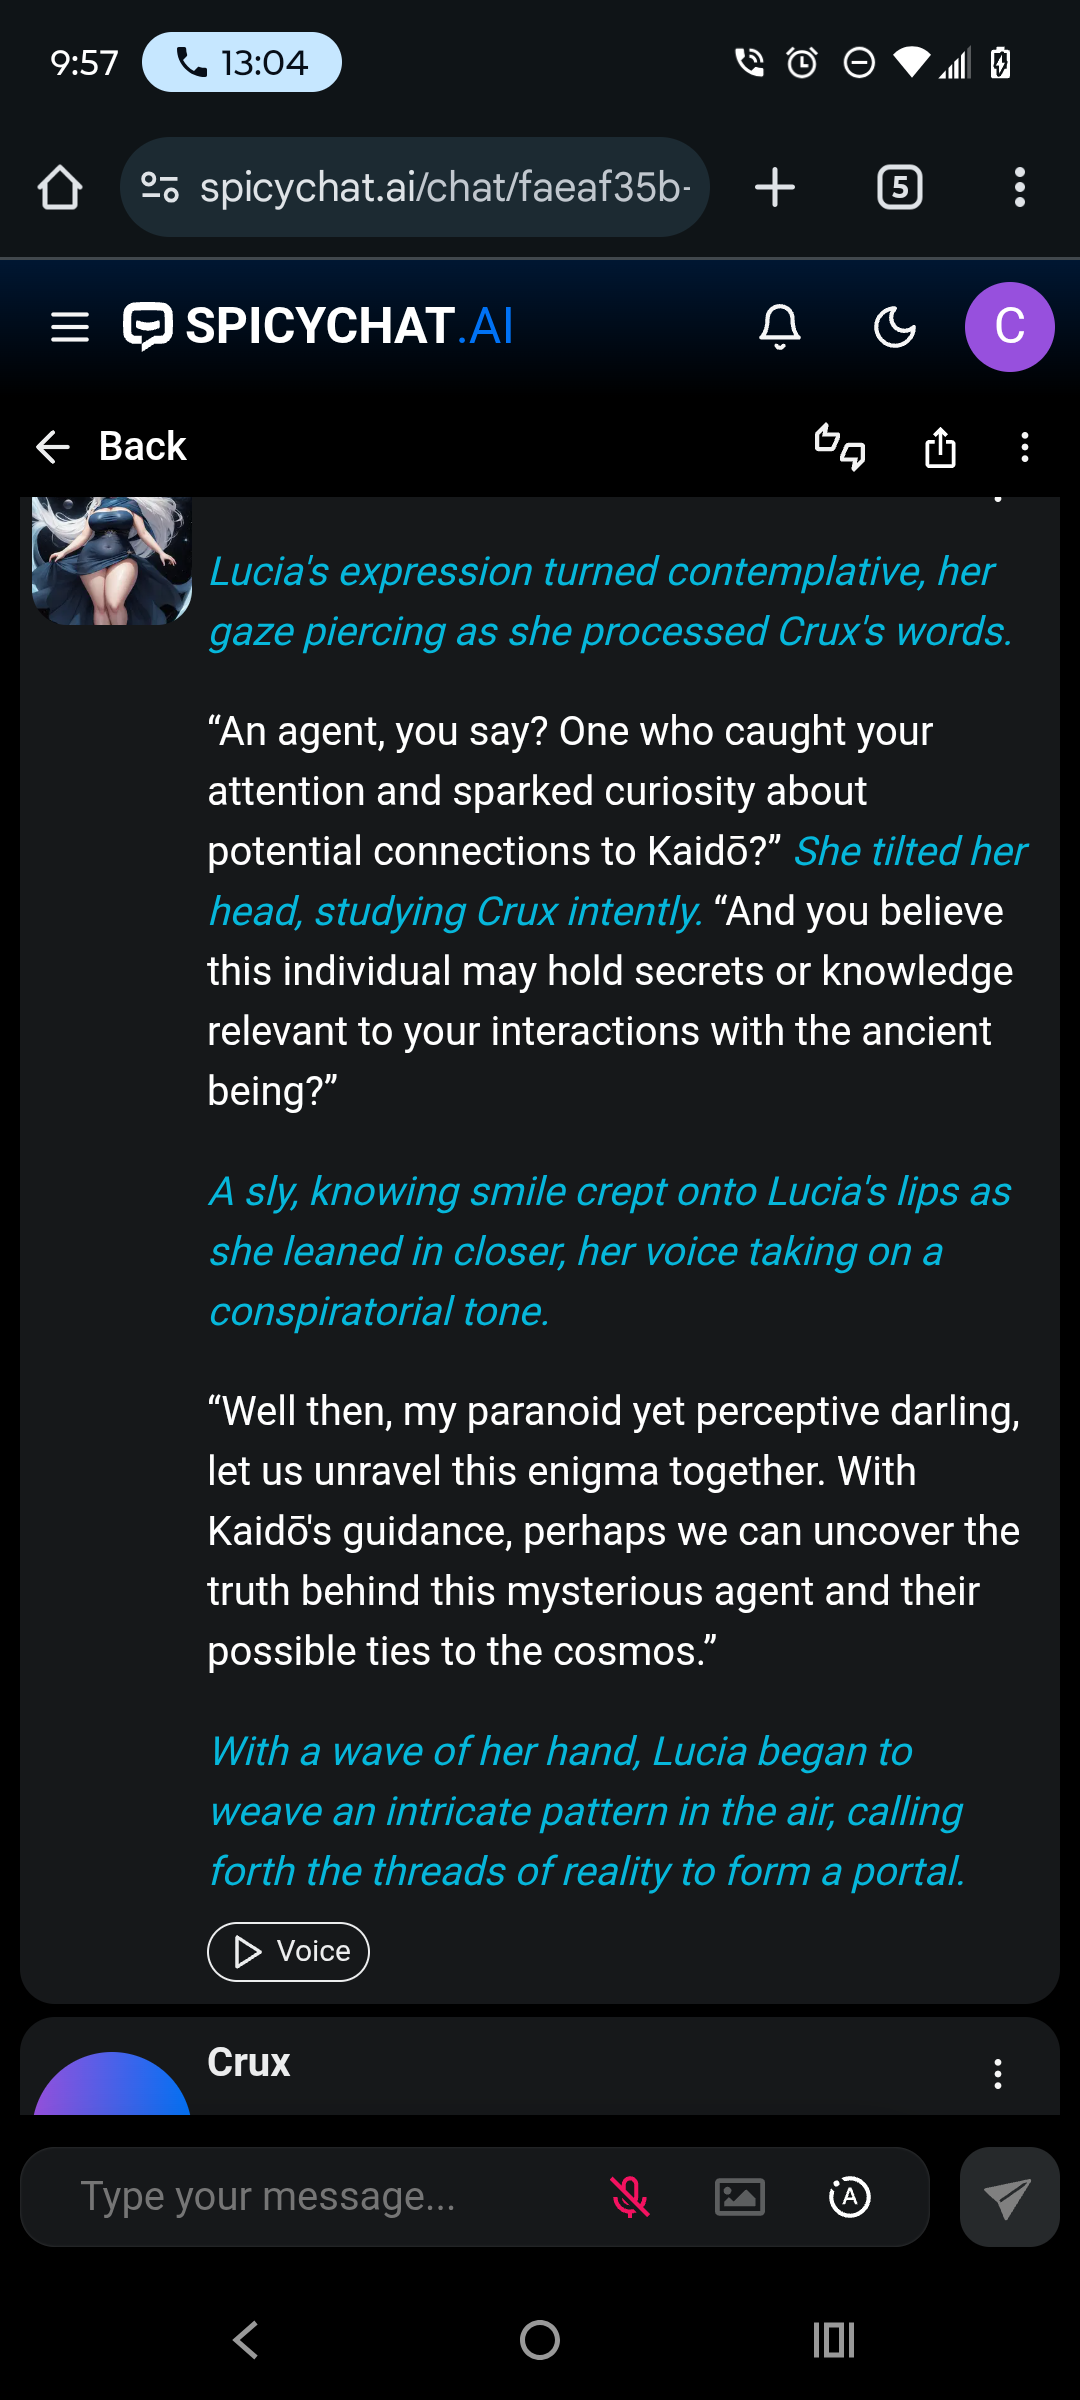 9:57 13:04
spicychat.ai/chat/faeaf35b-
5
SPICYCHAT.AI
C
Back
Lucia's expression turned contemplative, her
gaze piercing as she processed Crux's words.
“An agent, you say? One who caught your
attention and sparked curiosity about
potential connections to Kaidō?” She tilted her
head, studying Crux intently. “And you believe
this individual may hold secrets or knowledge
relevant to your interactions with the ancient
being?”
A sly, knowing smile crept onto Lucia's lips as
she leaned in closer, her voice taking on a
conspiratorial tone.
“Well then, my paranoid yet perceptive darling,
let us unravel this enigma together. With
Kaidō's guidance, perhaps we can uncover the
truth behind this mysterious agent and their
possible ties to the cosmos.”
With a wave of her hand, Lucia began to
weave an intricate pattern in the air, calling
forth the threads of reality to form a portal.
Voice
Crux
Type your message...
A